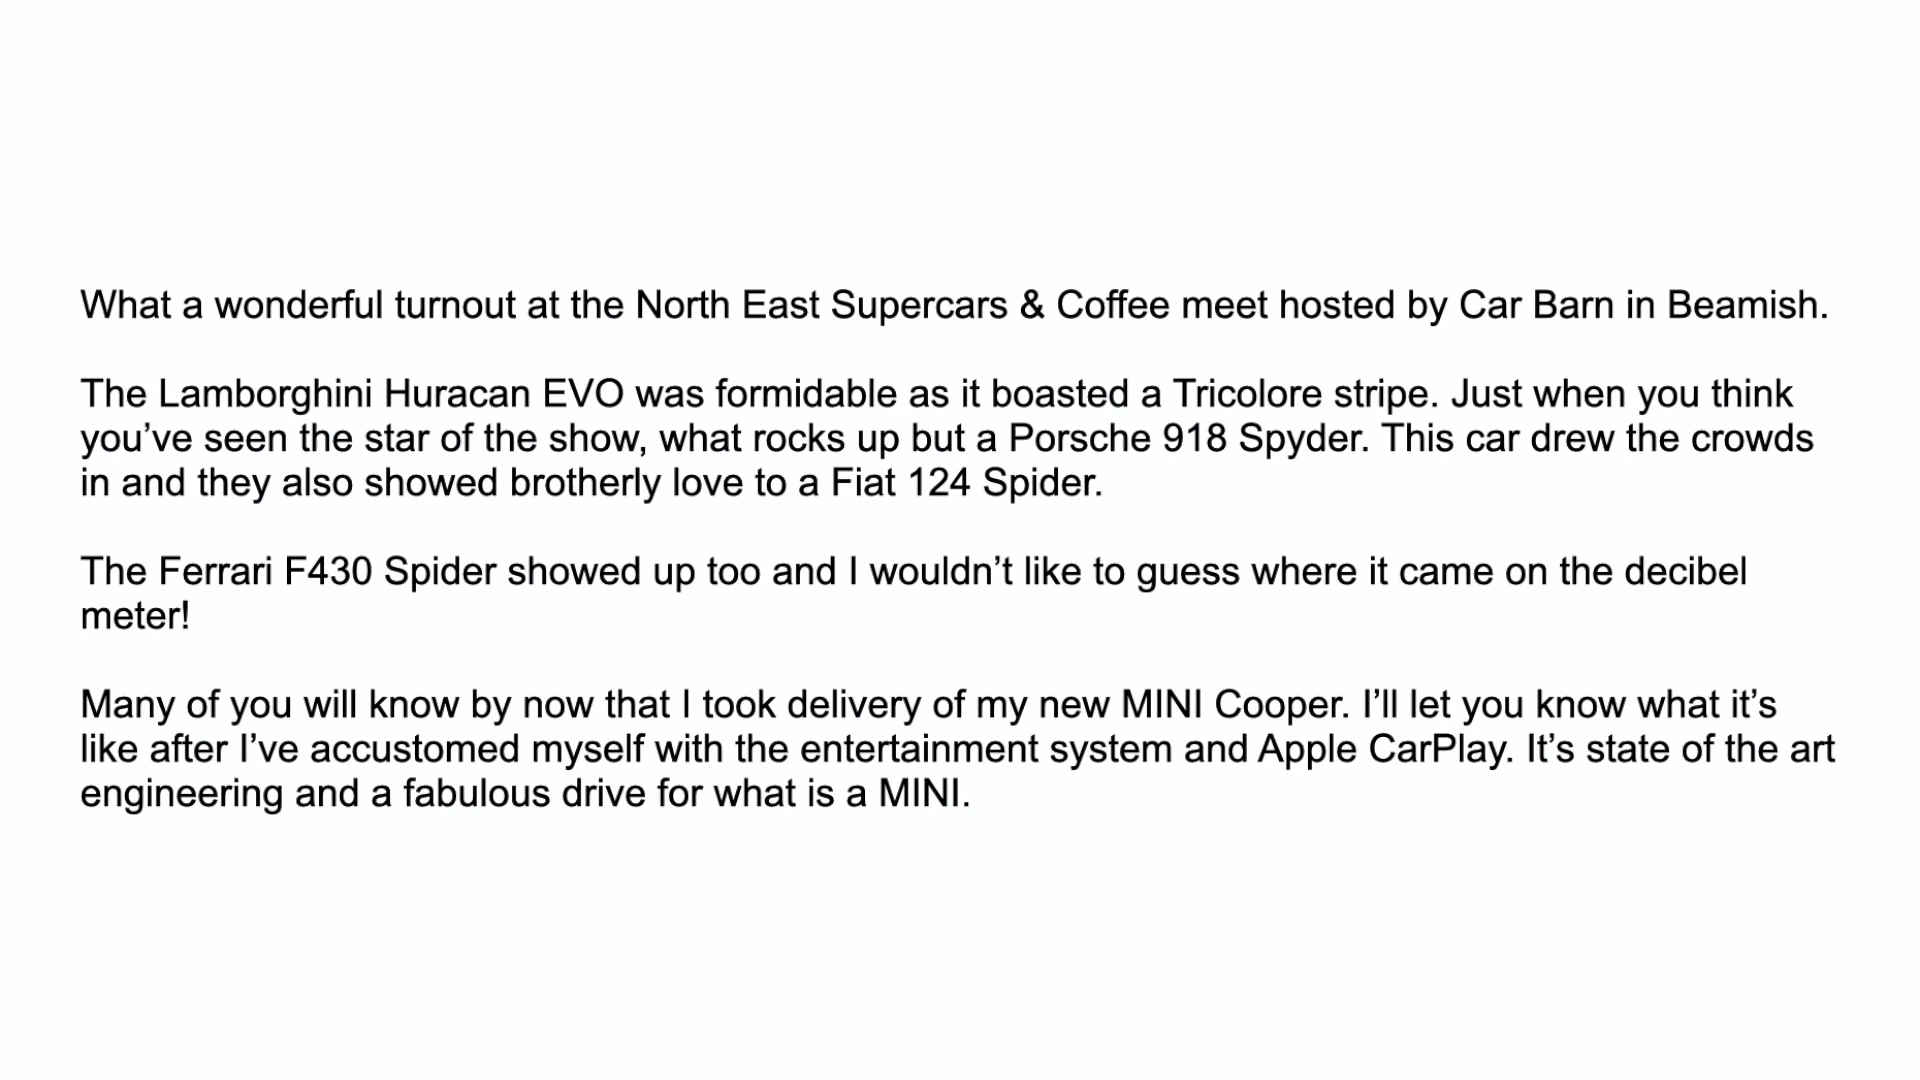 What a wonderful turnout at the North East Supercars & Coffee meet hosted by Car Barn in Beamish.
The Lamborghini Huracan EVO was formidable as it boasted a Tricolore stripe. Just when you think
you’ve seen the star of the show, what rocks up but a Porsche 918 Spyder. This car drew the crowds
in and they also showed brotherly love to a Fiat 124 Spider.
The Ferrari F430 Spider showed up too and I wouldn’t like to guess where it came on the decibel
meter!
Many of you will know by now that I took delivery of my new MINI Cooper. I’ll let you know what it’s
like after I’ve accustomed myself with the entertainment system and Apple CarPlay. It’s state of the art
engineering and a fabulous drive for what is a MINI.